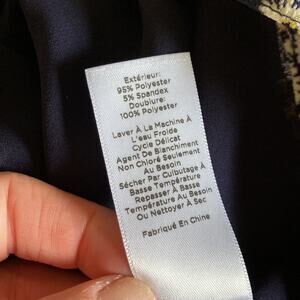 Extérieur:
95% Polyester
5% Spandex
Doublure:
100% Polyester
Laver À La Machine À
L'eau Froide
Cycle Délicat
Agent De Blanchiment
Non Chloré Seulement
Au Besoin
Sécher Par Culbutage À
Basse Température
Repasser À Basse
Température Au Besoin
Ou Nettoyer À Sec
Fabriqué En Chine